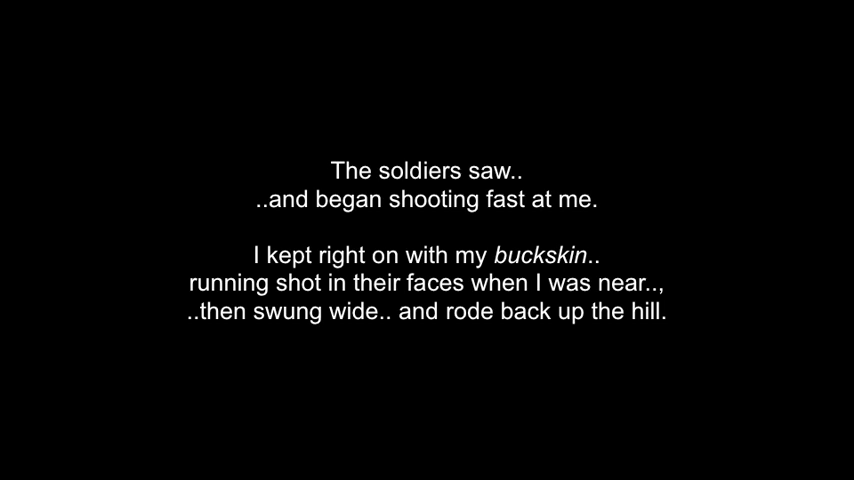 The soldiers saw..
..and began shooting fast at me.
I kept right on with my buckskin..
running shot in their faces when I was near..,
..then swung wide.. and rode back up the hill.